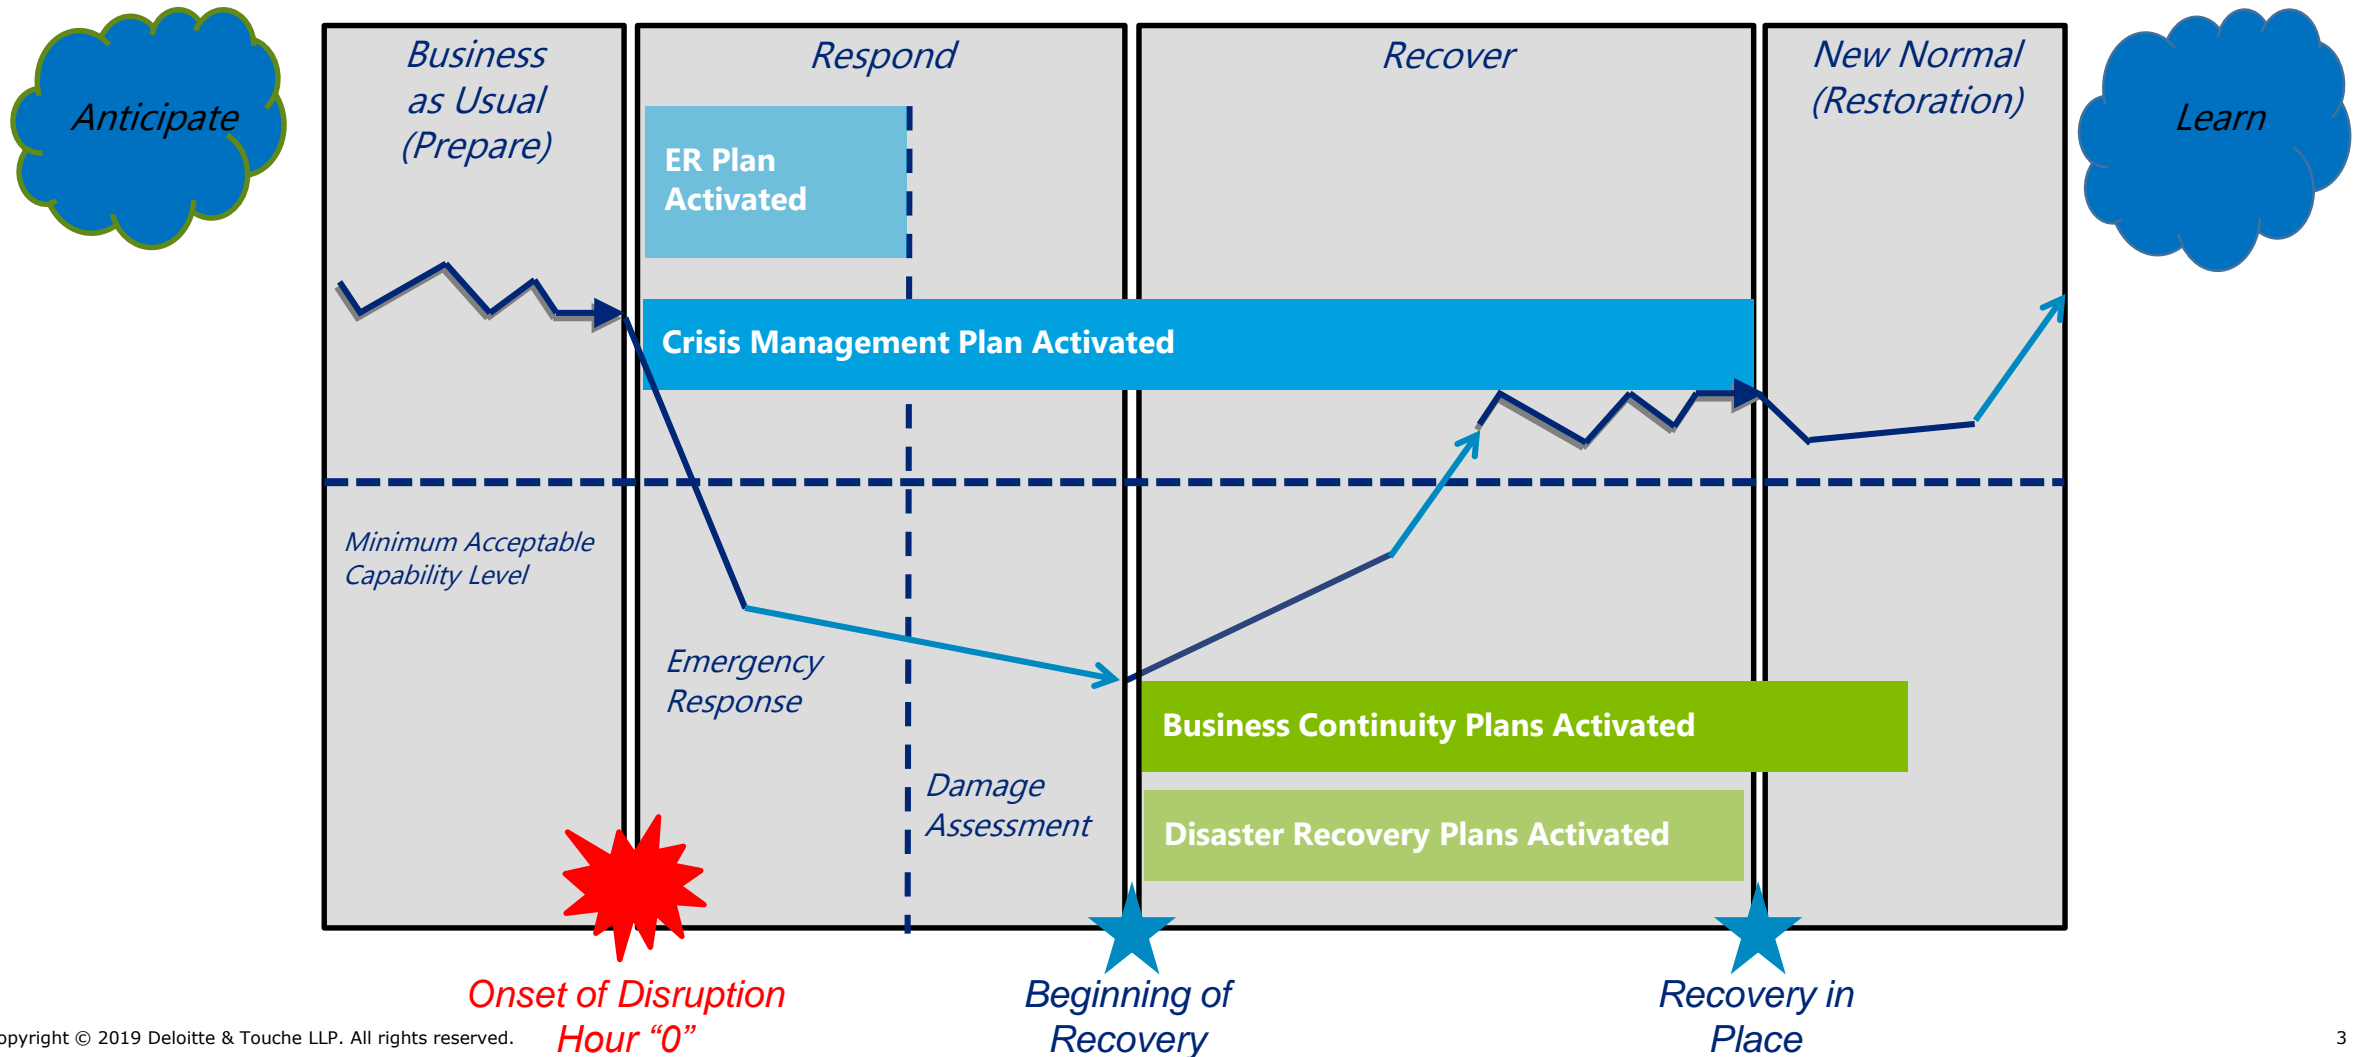 Anticipate
Business
as Usual
(Prepare)
Respond
Recover
New Normal
(Restoration)
Learn
ER Plan
Activated
Crisis Management Plan Activated
Minimum Acceptable
Capability Level
Emergency
Response
Damage
Assessment
Business Continuity Plans Activated
Disaster Recovery Plans Activated
Onset of Disruption
Hour “0”
Beginning of
Recovery
Recovery in
Place
opyright © 2019 Deloitte & Touche LLP. All rights reserved.
3